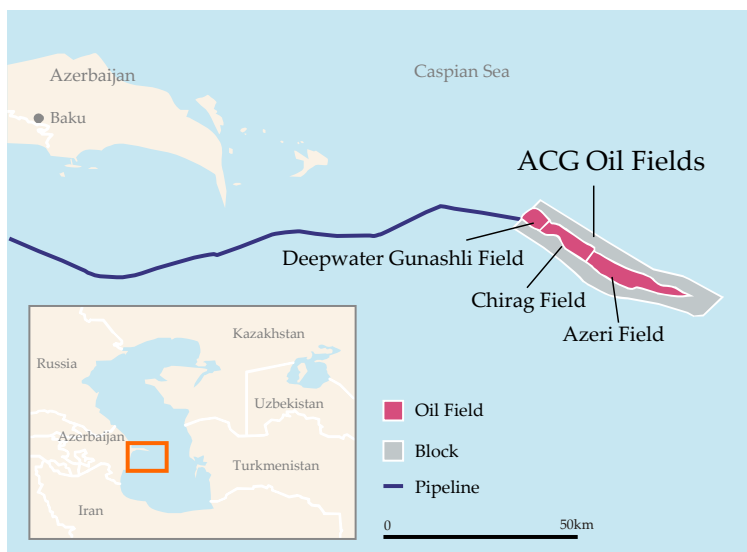 Azerbaijan
Caspian Sea
Baku
ACG Oil Fields
Deepwater Gunashli Field
Chirag Field
Azeri Field
Kazakhstan
Russia
Uzbekistan
Azerbaijan
Turkmenistan
Iran
Oil Field
Block
Pipeline
0 50km